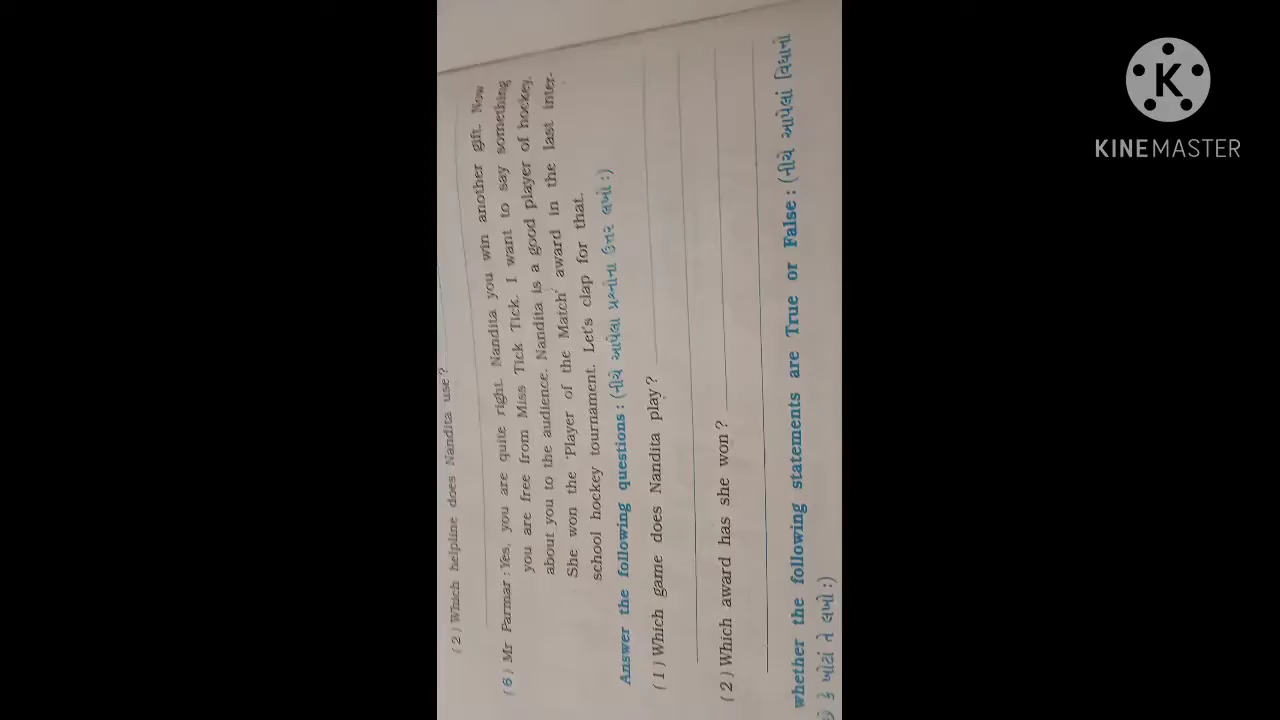 ( 2 ) Which helpline does Nandita use?
( 6 ) Mr Parmar : Yes, you are quite right. Nandita you win another gift. Now
you are free from Miss Tick Tick. I want to say something
about you to the audience. Nandita is a good player of hockey.
She won the 'Player of the Match' award in the last inter-
school hockey tournament. Let's clap for that.
Answer the following questions : (નીચે આપેલા પ્રશ્નોના ઉત્તર લખો :)
( 1 ) Which game does Nandita play?
( 2 ) Which award has she won?
whether the following statements are True or False : (નીચે આપેલાં વિધાનો
કે ખોટાં તે લખો :)
KINEMASTER